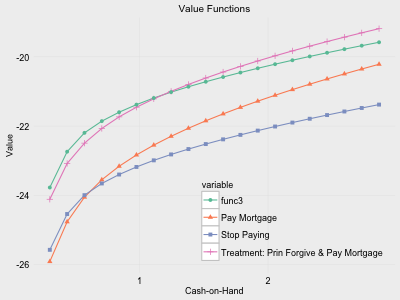 Value Functions
-20
-22
-24
-26
Value
variable
func3
Pay Mortgage
Stop Paying
Treatment: Prin Forgive & Pay Mortgage
1
2
Cash-on-Hand